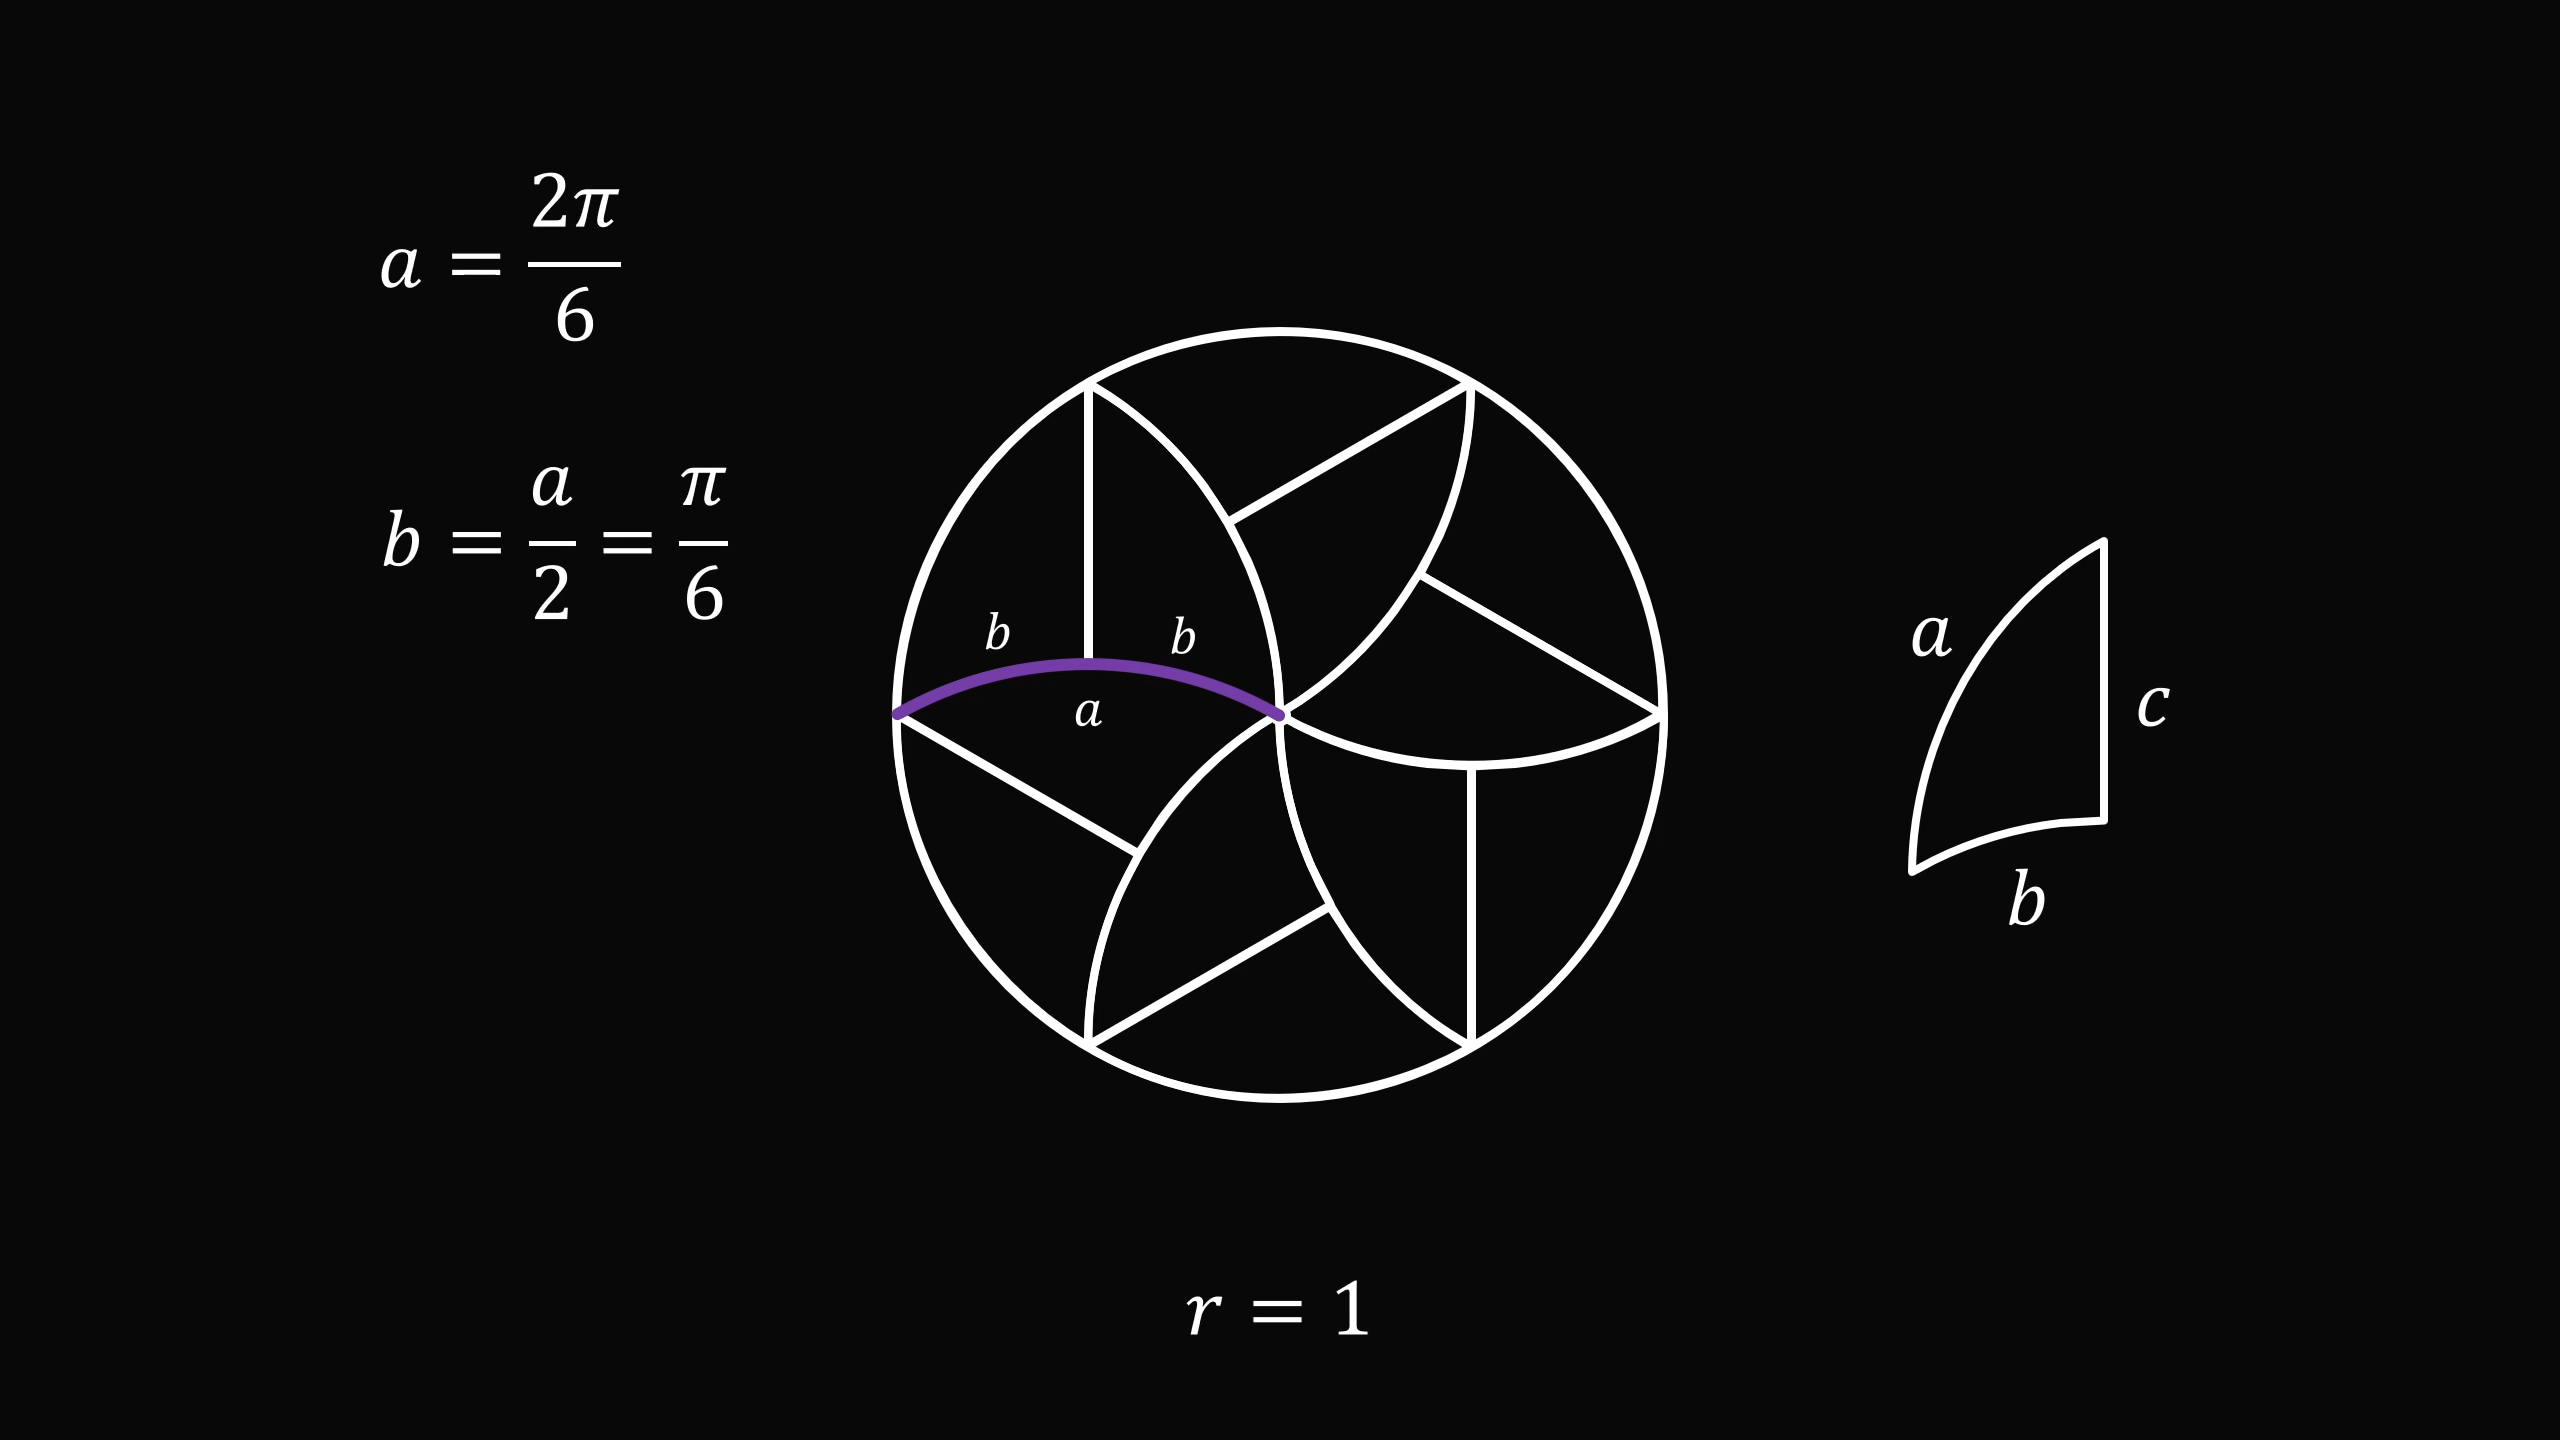 a = 2π/6
b = a/2 = π/6
b b
a
a
c
b
r = 1